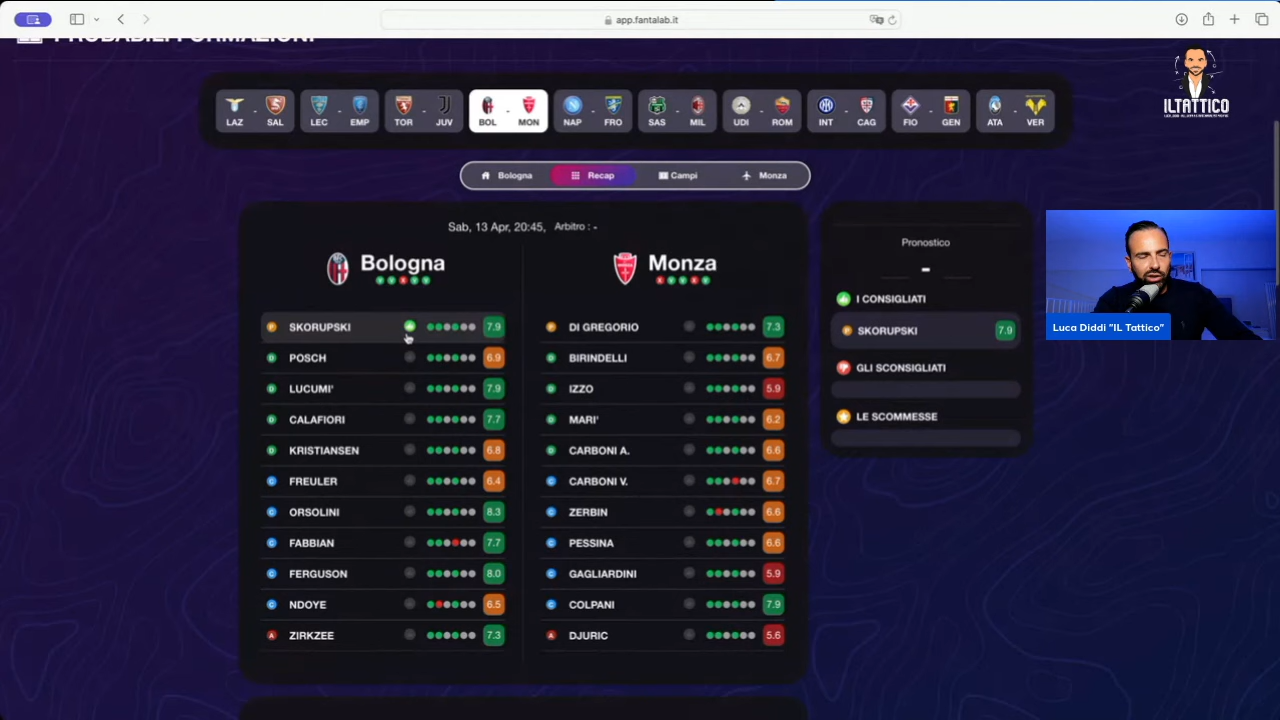 app.fantalab.it
PROBABILI FORMAZIONI
ILTATTICO
LAZ - SAL
LEC - EMP
TOR - JUV
BOL - MON
NAP - FRO
SAS - MIL
UDI - ROM
INT - CAG
FIO - GEN
ATA - VER
Bologna
Recap
Campi
Monza
Sab, 13 Apr, 20:45, Arbitro : -
Bologna
V V K V V
P SKORUPSKI 7.9
D POSCH 6.9
D LUCUMI' 7.9
D CALAFIORI 7.7
D KRISTIANSEN 6.8
C FREULER 6.4
C ORSOLINI 8.3
C FABBIAN 7.7
C FERGUSON 8.0
C NDOYE 6.5
A ZIRKZEE 7.3
Monza
P DI GREGORIO 7.3
D BIRINDELLI 6.7
D IZZO 5.9
D MARI' 6.2
D CARBONI A. 6.6
C CARBONI V. 6.7
C ZERBIN 6.6
C PESSINA 6.6
C GAGLIARDINI 5.9
C COLPANI 7.9
A DJURIC 5.6
Pronostico
-
I CONSIGLIATI
P SKORUPSKI 7.9
GLI SCONSIGLIATI
LE SCOMMESSE
Luca Diddi "IL Tattico"